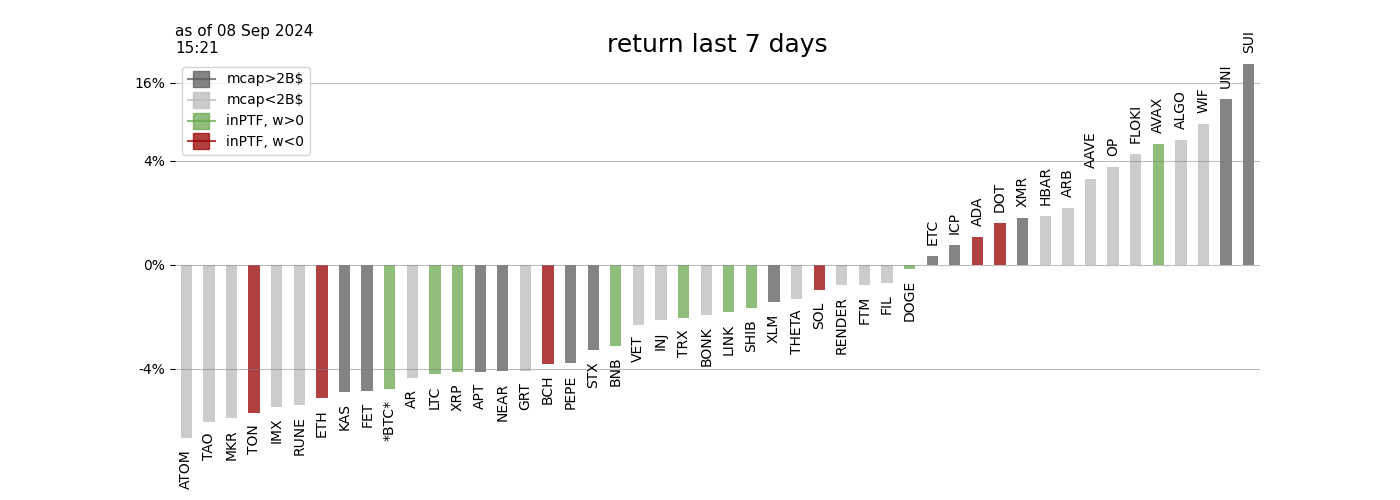 as of 08 Sep 2024
15:21
return last 7 days
mcap>2B$
mcap<2B$
inPTF, w>0
inPTF, w<0
16%
4%
0%
-4%
ATOM
TAO
MKR
TON
IMX
RUNE
ETH
KAS
FET
*BTC*
AR
LTC
XRP
APT
NEAR
GRT
BCH
PEPE
STX
BNB
VET
INJ
TRX
BONK
LINK
SHIB
XLM
THETA
SOL
RENDER
FTM
FIL
DOGE
ETC
ICP
ADA
DOT
XMR
HBAR
ARB
AAVE
OP
FLOKI
AVAX
ALGO
WIF
UNI
SUI